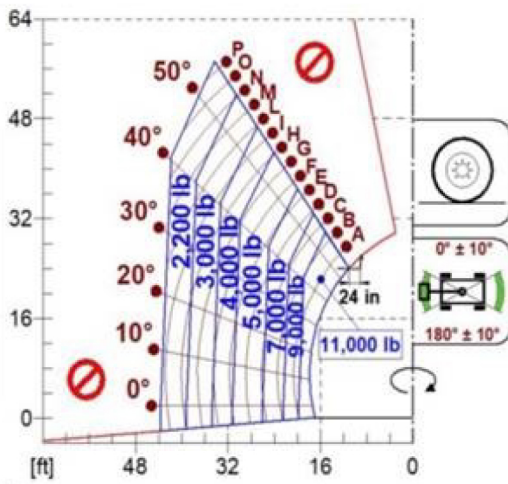 64
48
32
16
0
[ft]
48
32
16
0
50°
40°
30°
20°
10°
0°
P
O
N
M
L
I
H
G
F
E
D
C
B
A
2,200 lb
3,000 lb
4,000 lb
5,000 lb
7,000 lb
9,000 lb
11,000 lb
24 in
0° ± 10°
180° ± 10°